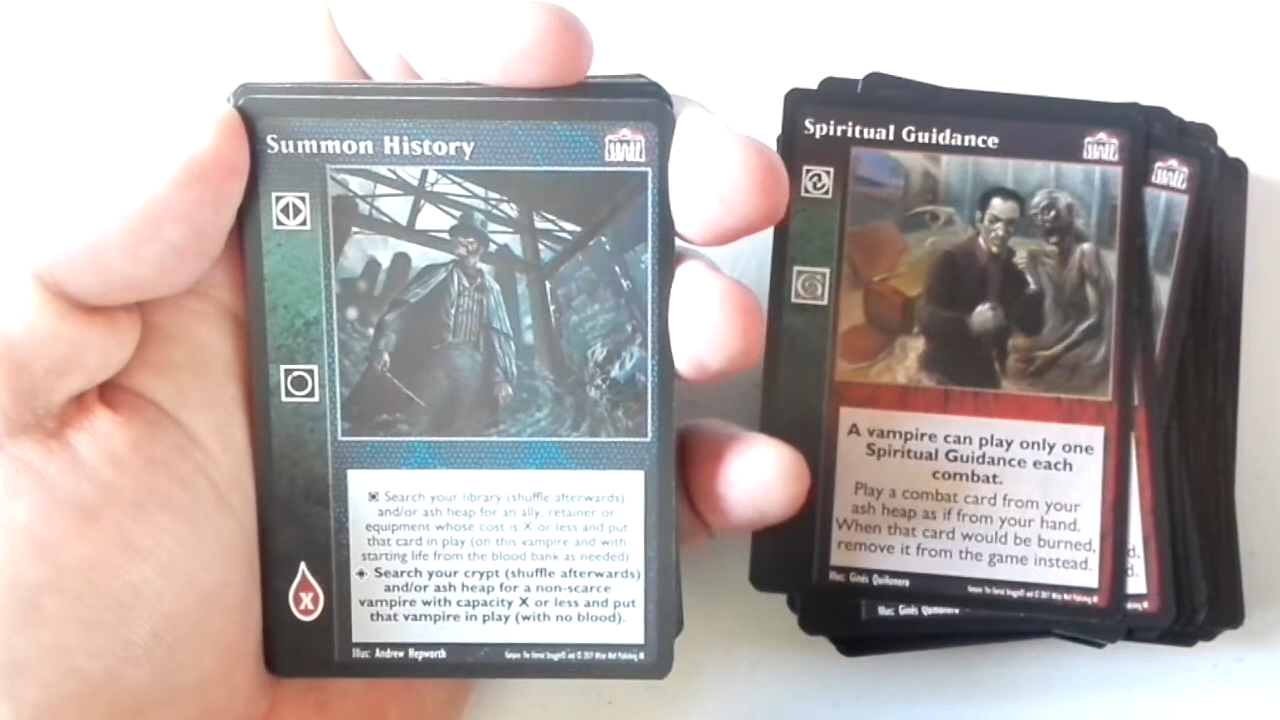 Summon History
Search your library (shuffle afterwards)
and/or ash heap for an ally, retainer or
equipment whose cost is X or less and put
that card in play (on this vampire and with
starting life from the blood bank as needed)
Search your crypt (shuffle afterwards)
and/or ash heap for a non-scarce
vampire with capacity X or less and put
that vampire in play (with no blood).
X
Illus: Andrew Hepworth
Spiritual Guidance
A vampire can play only one
Spiritual Guidance each
combat.
Play a combat card from your
ash heap as if from your hand.
When that card would be burned,
remove it from the game instead.
Illus: Ginés Quiñonero
d.
d.
Illus: Ginés Quiñonero